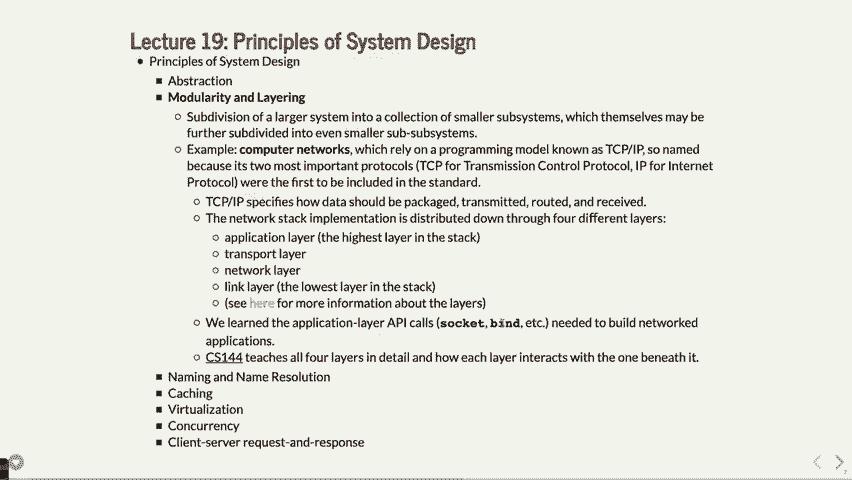 Lecture 19: Principles of System Design
Principles of System Design
Abstraction
Modularity and Layering
Subdivision of a larger system into a collection of smaller subsystems, which themselves may be
further subdivided into even smaller sub-subsystems.
Example: computer networks, which rely on a programming model known as TCP/IP, so named
because its two most important protocols (TCP for Transmission Control Protocol, IP for Internet
Protocol) were the first to be included in the standard.
TCP/IP specifies how data should be packaged, transmitted, routed, and received.
The network stack implementation is distributed down through four different layers:
application layer (the highest layer in the stack)
transport layer
network layer
link layer (the lowest layer in the stack)
(see here for more information about the layers)
We learned the application-layer API calls (socket, bind, etc.) needed to build networked
applications.
CS144 teaches all four layers in detail and how each layer interacts with the one beneath it.
Naming and Name Resolution
Caching
Virtualization
Concurrency
Client-server request-and-response
7